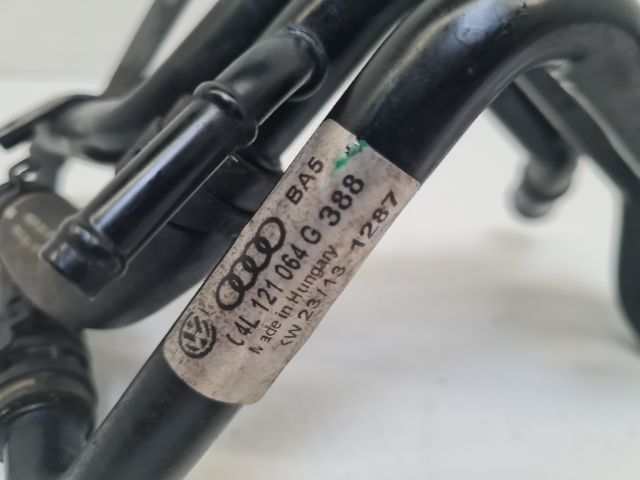 BA5
4L 121 064 G 388
Made in Hungary
KW 23/13 1287